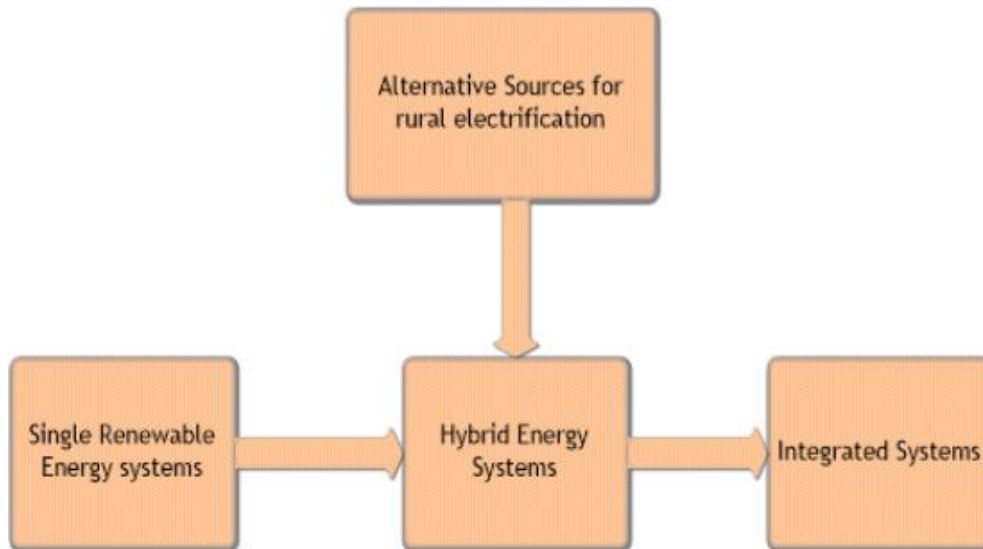 Alternative Sources for
rural electrification
Single Renewable
Energy systems
Hybrid Energy
Systems
Integrated Systems